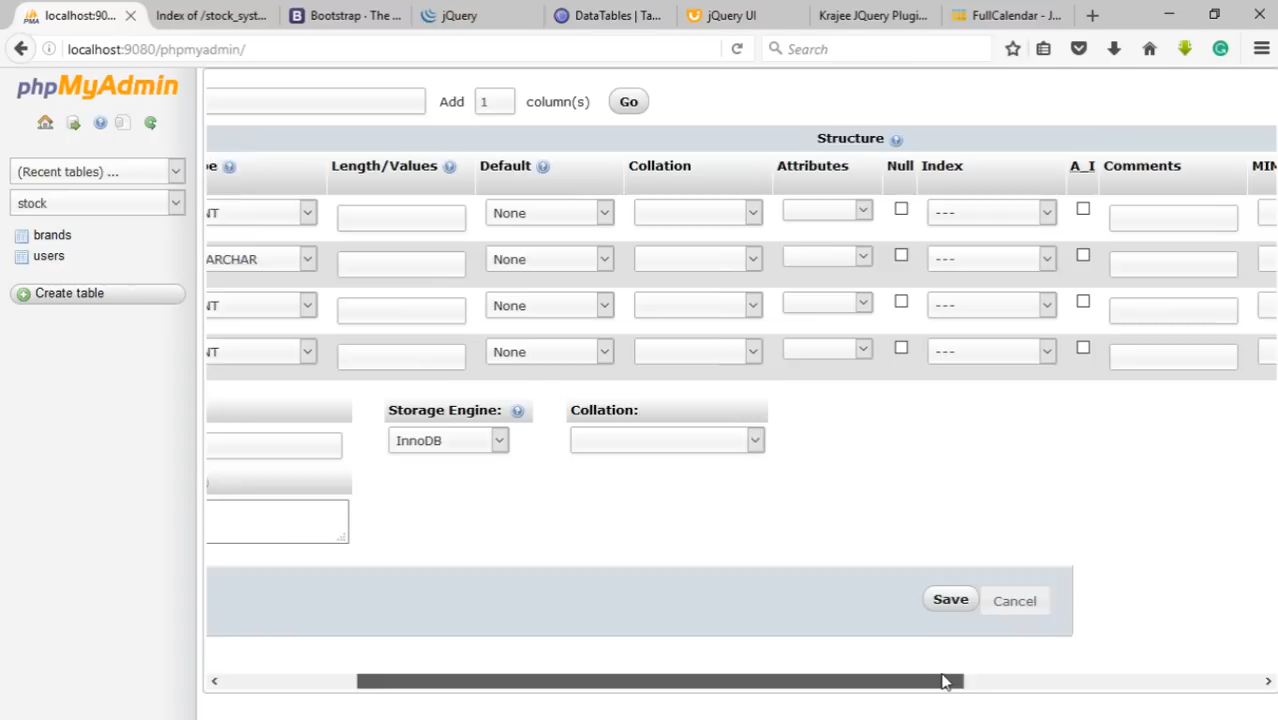 localhost:90...
Index of /stock_syst...
Bootstrap · The ...
jQuery
DataTables | Ta...
jQuery UI
Krajee JQuery Plugin...
FullCalendar - J...
localhost:9080/phpmyadmin/
Search
phpMyAdmin
(Recent tables) ...
stock
brands
users
Create table
Add 1 column(s) Go
Structure
Length/Values Default Collation Attributes Null Index A_I Comments
None ---
ARCHAR None ---
None ---
None ---
Storage Engine: Collation:
InnoDB
Save Cancel